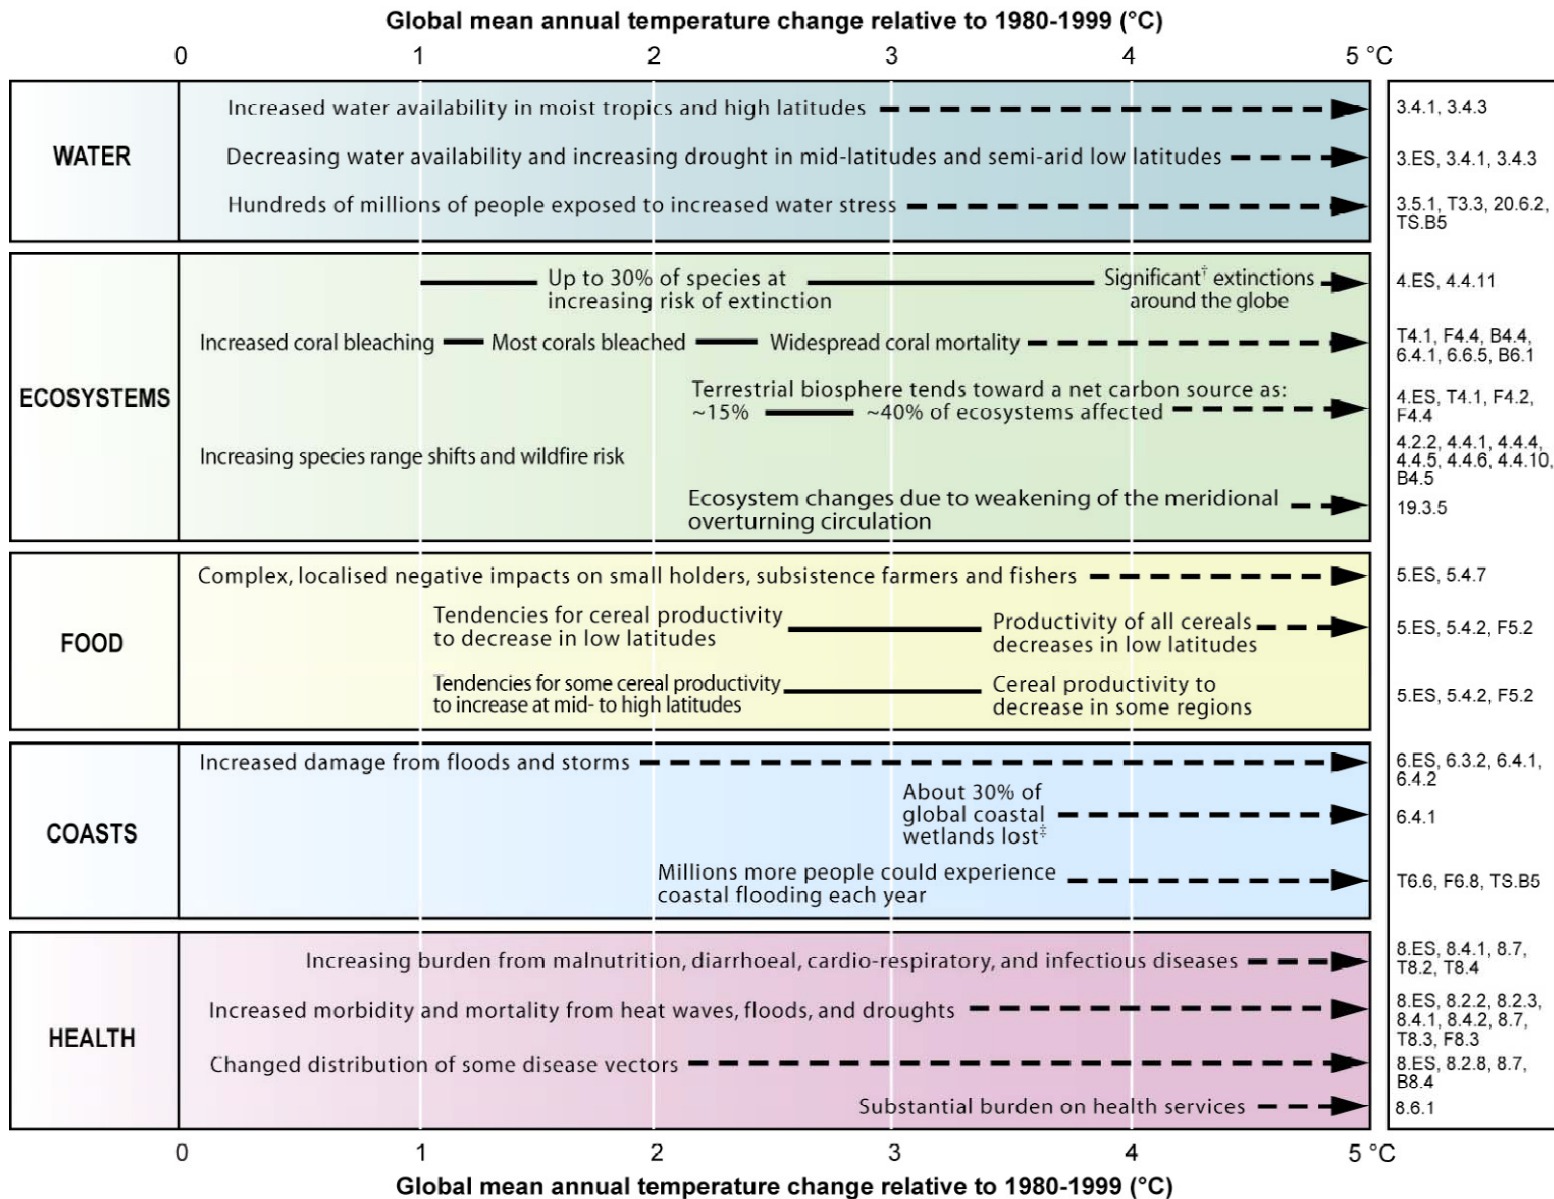 Global mean annual temperature change relative to 1980-1999 (°C)
0 1 2 3 4 5 °C
WATER
Increased water availability in moist tropics and high latitudes
3.4.1, 3.4.3
Decreasing water availability and increasing drought in mid-latitudes and semi-arid low latitudes
3.ES, 3.4.1, 3.4.3
Hundreds of millions of people exposed to increased water stress
3.5.1, T3.3, 20.6.2,
TS.B5
ECOSYSTEMS
Up to 30% of species at
increasing risk of extinction
Significant† extinctions
around the globe
4.ES, 4.4.11
Increased coral bleaching
Most corals bleached
Widespread coral mortality
T4.1, F4.4, B4.4,
6.4.1, 6.6.5, B6.1
Terrestrial biosphere tends toward a net carbon source as:
~15% ~40% of ecosystems affected
4.ES, T4.1, F4.2,
F4.4
Increasing species range shifts and wildfire risk
4.2.2, 4.4.1, 4.4.4,
4.4.5, 4.4.6, 4.4.10,
B4.5
Ecosystem changes due to weakening of the meridional
overturning circulation
19.3.5
FOOD
Complex, localised negative impacts on small holders, subsistence farmers and fishers
5.ES, 5.4.7
Tendencies for cereal productivity
to decrease in low latitudes
Productivity of all cereals
decreases in low latitudes
5.ES, 5.4.2, F5.2
Tendencies for some cereal productivity
to increase at mid- to high latitudes
Cereal productivity to
decrease in some regions
5.ES, 5.4.2, F5.2
COASTS
Increased damage from floods and storms
6.ES, 6.3.2, 6.4.1,
6.4.2
About 30% of
global coastal
wetlands lost‡
6.4.1
Millions more people could experience
coastal flooding each year
T6.6, F6.8, TS.B5
HEALTH
Increasing burden from malnutrition, diarrhoeal, cardio-respiratory, and infectious diseases
8.ES, 8.4.1, 8.7,
T8.2, T8.4
Increased morbidity and mortality from heat waves, floods, and droughts
8.ES, 8.2.2, 8.2.3,
8.4.1, 8.4.2, 8.7,
T8.3, F8.3
Changed distribution of some disease vectors
8.ES, 8.2.8, 8.7,
B8.4
Substantial burden on health services
8.6.1
0 1 2 3 4 5 °C
Global mean annual temperature change relative to 1980-1999 (°C)